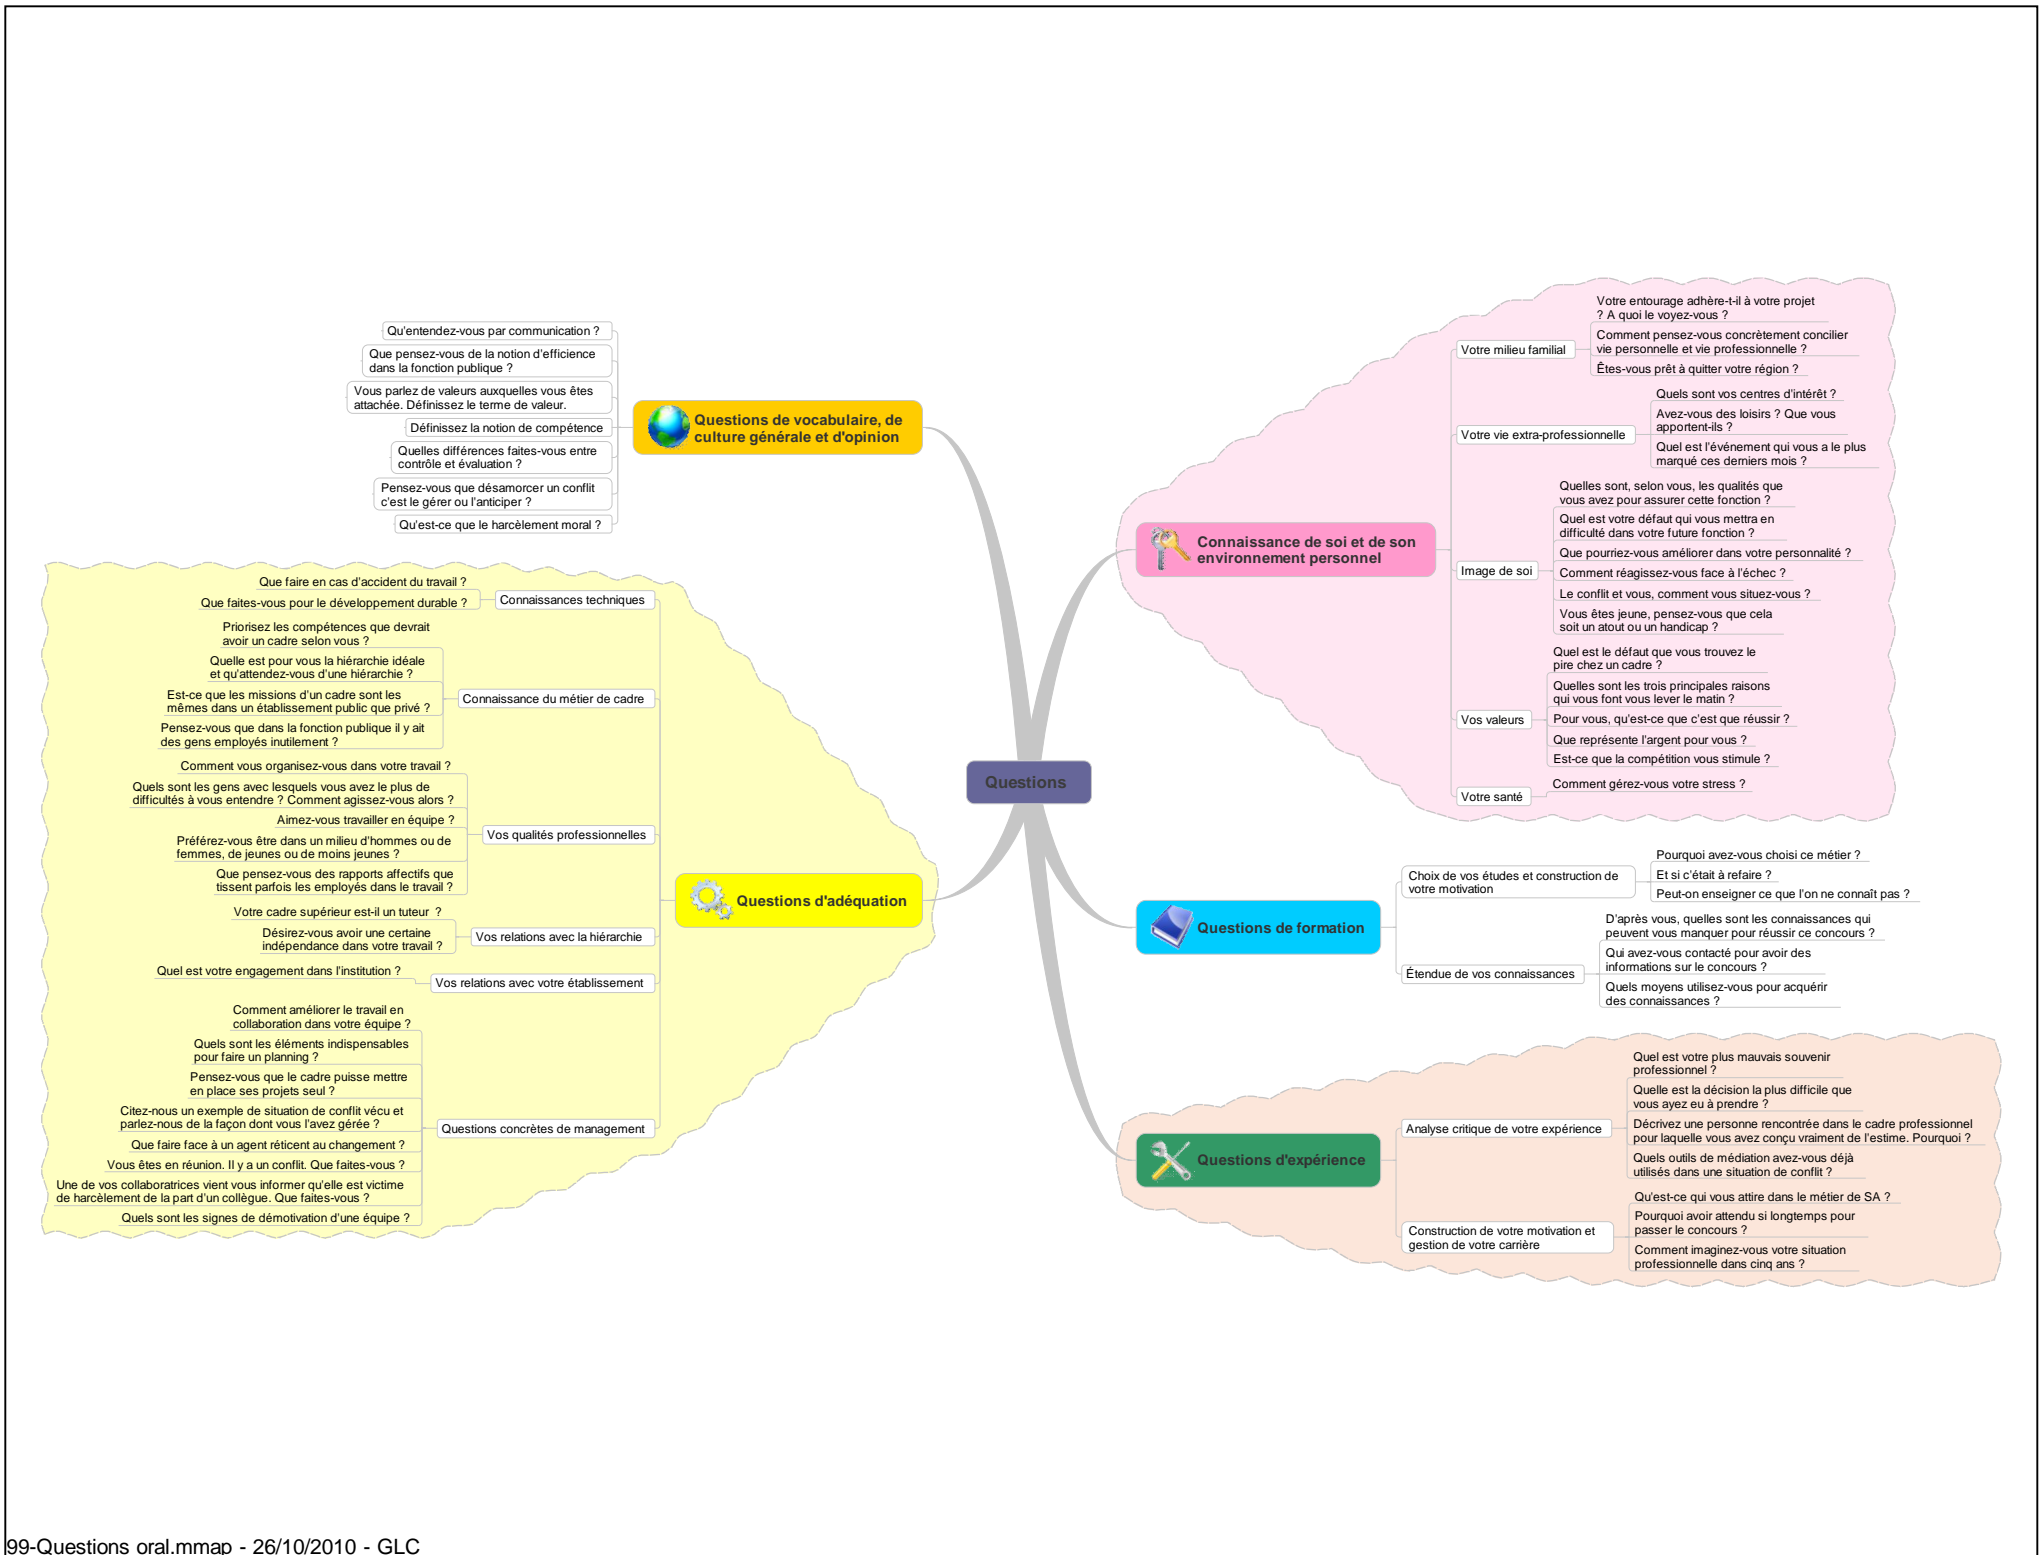 Questions
Connaissance de soi et de son
environnement personnel
Votre milieu familial
Votre entourage adhère-t-il à votre projet
? A quoi le voyez-vous ?
Comment pensez-vous concrètement concilier
vie personnelle et vie professionnelle ?
Êtes-vous prêt à quitter votre région ?
Votre vie extra-professionnelle
Quels sont vos centres d'intérêt ?
Avez-vous des loisirs ? Que vous
apportent-ils ?
Quel est l'événement qui vous a le plus
marqué ces derniers mois ?
Image de soi
Quelles sont, selon vous, les qualités que
vous avez pour assurer cette fonction ?
Quel est votre défaut qui vous mettra en
difficulté dans votre future fonction ?
Que pourriez-vous améliorer dans votre personnalité ?
Comment réagissez-vous face à l'échec ?
Le conflit et vous, comment vous situez-vous ?
Vous êtes jeune, pensez-vous que cela
soit un atout ou un handicap ?
Vos valeurs
Quel est le défaut que vous trouvez le
pire chez un cadre ?
Quelles sont les trois principales raisons
qui vous font vous lever le matin ?
Pour vous, qu'est-ce que c'est que réussir ?
Que représente l'argent pour vous ?
Est-ce que la compétition vous stimule ?
Votre santé
Comment gérez-vous votre stress ?
Questions de formation
Choix de vos études et construction de
votre motivation
Pourquoi avez-vous choisi ce métier ?
Et si c'était à refaire ?
Peut-on enseigner ce que l'on ne connaît pas ?
Étendue de vos connaissances
D'après vous, quelles sont les connaissances qui
peuvent vous manquer pour réussir ce concours ?
Qui avez-vous contacté pour avoir des
informations sur le concours ?
Quels moyens utilisez-vous pour acquérir
des connaissances ?
Questions d'expérience
Analyse critique de votre expérience
Quel est votre plus mauvais souvenir
professionnel ?
Quelle est la décision la plus difficile que
vous ayez eu à prendre ?
Décrivez une personne rencontrée dans le cadre professionnel
pour laquelle vous avez conçu vraiment de l'estime. Pourquoi ?
Quels outils de médiation avez-vous déjà
utilisés dans une situation de conflit ?
Construction de votre motivation et
gestion de votre carrière
Qu'est-ce qui vous attire dans le métier de SA ?
Pourquoi avoir attendu si longtemps pour
passer le concours ?
Comment imaginez-vous votre situation
professionnelle dans cinq ans ?
Questions de vocabulaire, de
culture générale et d'opinion
Qu'entendez-vous par communication ?
Que pensez-vous de la notion d'efficience
dans la fonction publique ?
Vous parlez de valeurs auxquelles vous êtes
attachée. Définissez le terme de valeur.
Définissez la notion de compétence
Quelles différences faites-vous entre
contrôle et évaluation ?
Pensez-vous que désamorcer un conflit
c'est le gérer ou l'anticiper ?
Qu'est-ce que le harcèlement moral ?
Questions d'adéquation
Connaissances techniques
Que faire en cas d'accident du travail ?
Que faites-vous pour le développement durable ?
Connaissance du métier de cadre
Priorisez les compétences que devrait
avoir un cadre selon vous ?
Quelle est pour vous la hiérarchie idéale
et qu'attendez-vous d'une hiérarchie ?
Est-ce que les missions d'un cadre sont les
mêmes dans un établissement public que privé ?
Pensez-vous que dans la fonction publique il y ait
des gens employés inutilement ?
Vos qualités professionnelles
Comment vous organisez-vous dans votre travail ?
Quels sont les gens avec lesquels vous avez le plus de
difficultés à vous entendre ? Comment agissez-vous alors ?
Aimez-vous travailler en équipe ?
Préférez-vous être dans un milieu d'hommes ou de
femmes, de jeunes ou de moins jeunes ?
Que pensez-vous des rapports affectifs que
tissent parfois les employés dans le travail ?
Vos relations avec la hiérarchie
Votre cadre supérieur est-il un tuteur ?
Désirez-vous avoir une certaine
indépendance dans votre travail ?
Vos relations avec votre établissement
Quel est votre engagement dans l'institution ?
Questions concrètes de management
Comment améliorer le travail en
collaboration dans votre équipe ?
Quels sont les éléments indispensables
pour faire un planning ?
Pensez-vous que le cadre puisse mettre
en place ses projets seul ?
Citez-nous un exemple de situation de conflit vécu et
parlez-nous de la façon dont vous l'avez gérée ?
Que faire face à un agent réticent au changement ?
Vous êtes en réunion. Il y a un conflit. Que faites-vous ?
Une de vos collaboratrices vient vous informer qu'elle est victime
de harcèlement de la part d'un collègue. Que faites-vous ?
Quels sont les signes de démotivation d'une équipe ?
99-Questions oral.mmap - 26/10/2010 - GLC